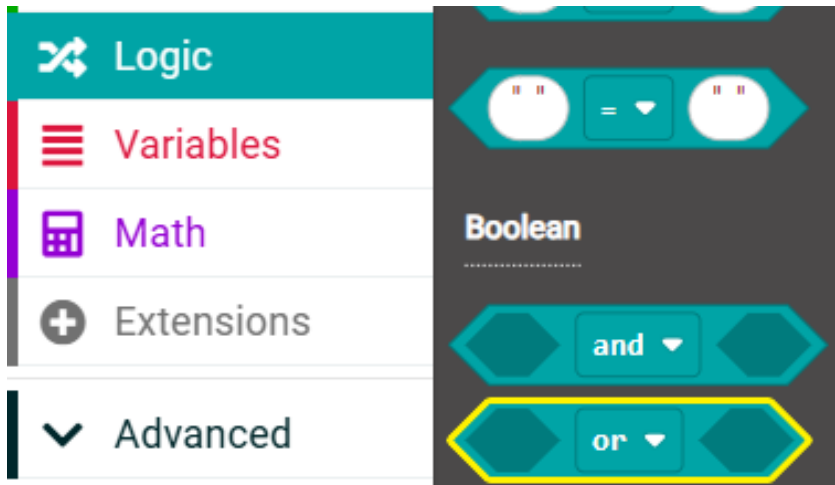 Logic
Variables
Math
Extensions
Advanced
" " = " "
Boolean
and
or